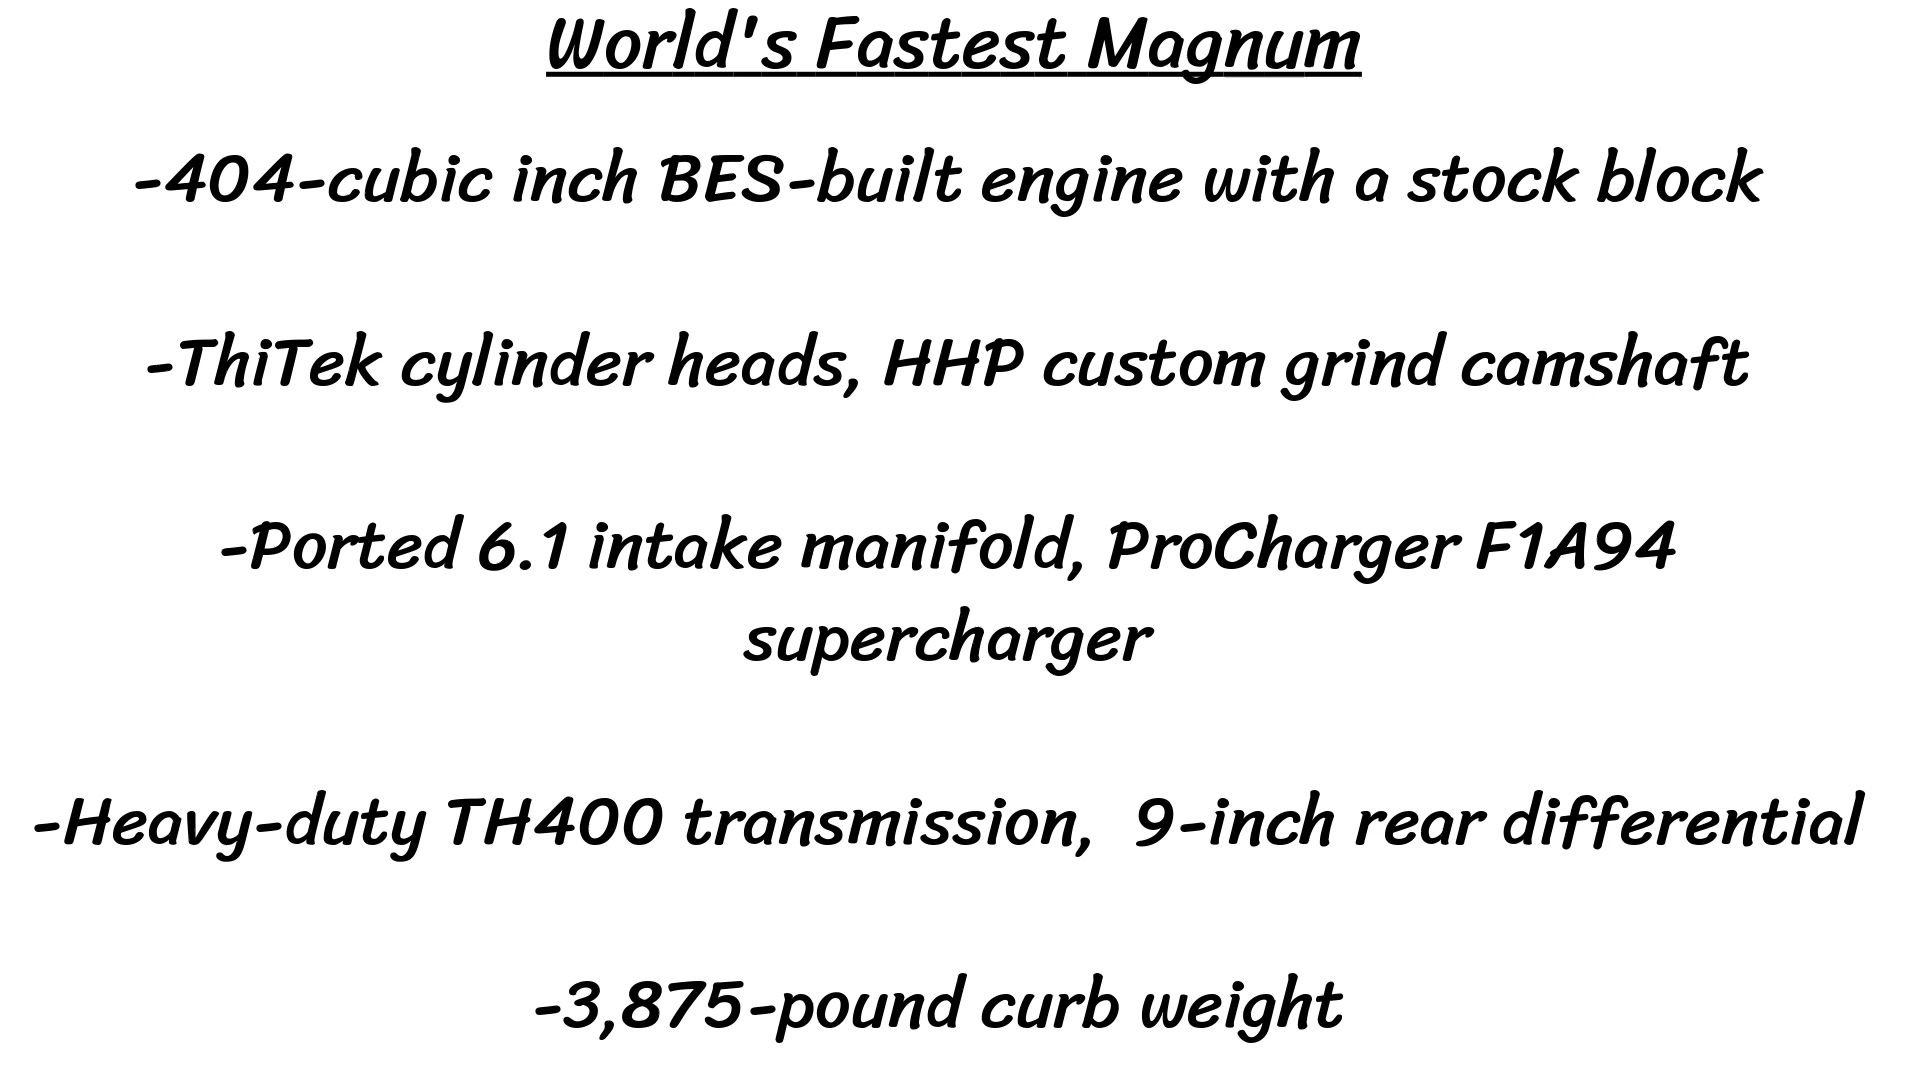 World's Fastest Magnum
-404-cubic inch BES-built engine with a stock block
-ThiTek cylinder heads, HHP custom grind camshaft
-Ported 6.1 intake manifold, ProCharger F1A94
supercharger
-Heavy-duty TH400 transmission,  9-inch rear differential
-3,875-pound curb weight